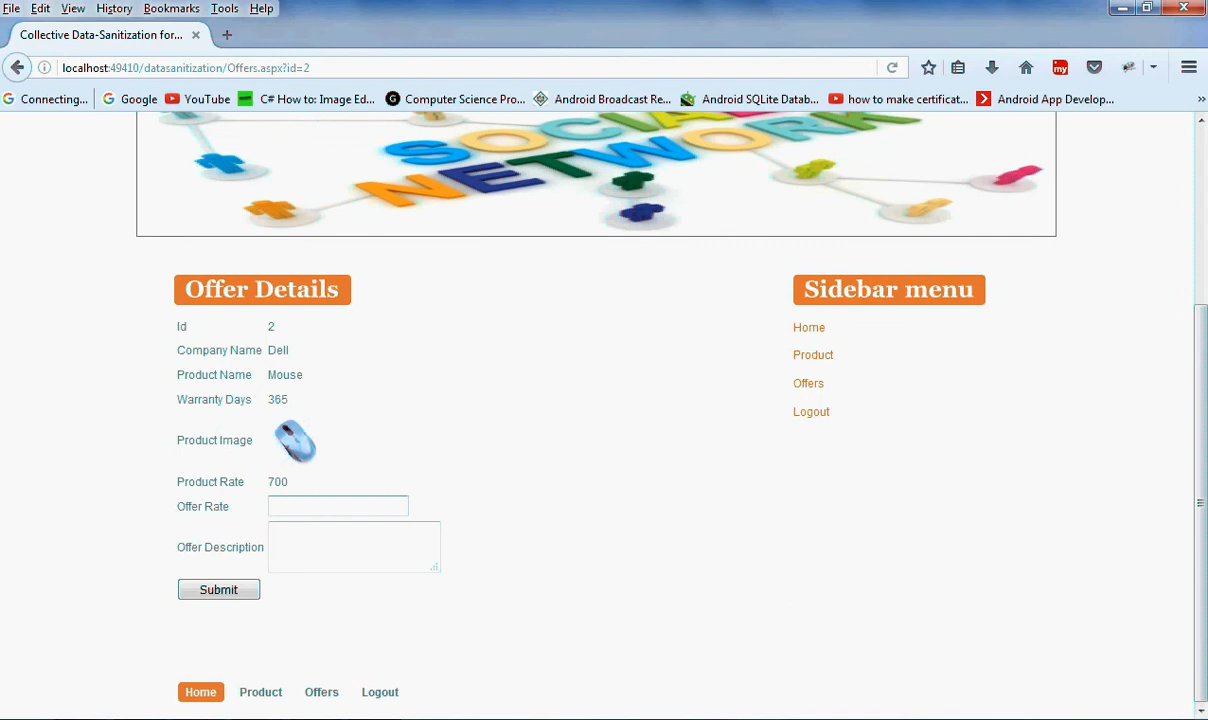 File Edit View History Bookmarks Tools Help
Collective Data-Sanitization for...
localhost:49410/datasanitization/Offers.aspx?id=2
my
Connecting... Google YouTube C# How to: Image Ed... Computer Science Pro... Android Broadcast Re... Android SQLite Datab... how to make certificat... Android App Develop... »
SOCIAL
NETWORK
Offer Details
Id 2
Company Name Dell
Product Name Mouse
Warranty Days 365
Product Image
Product Rate 700
Offer Rate
Offer Description
Submit
Sidebar menu
Home
Product
Offers
Logout
Home Product Offers Logout